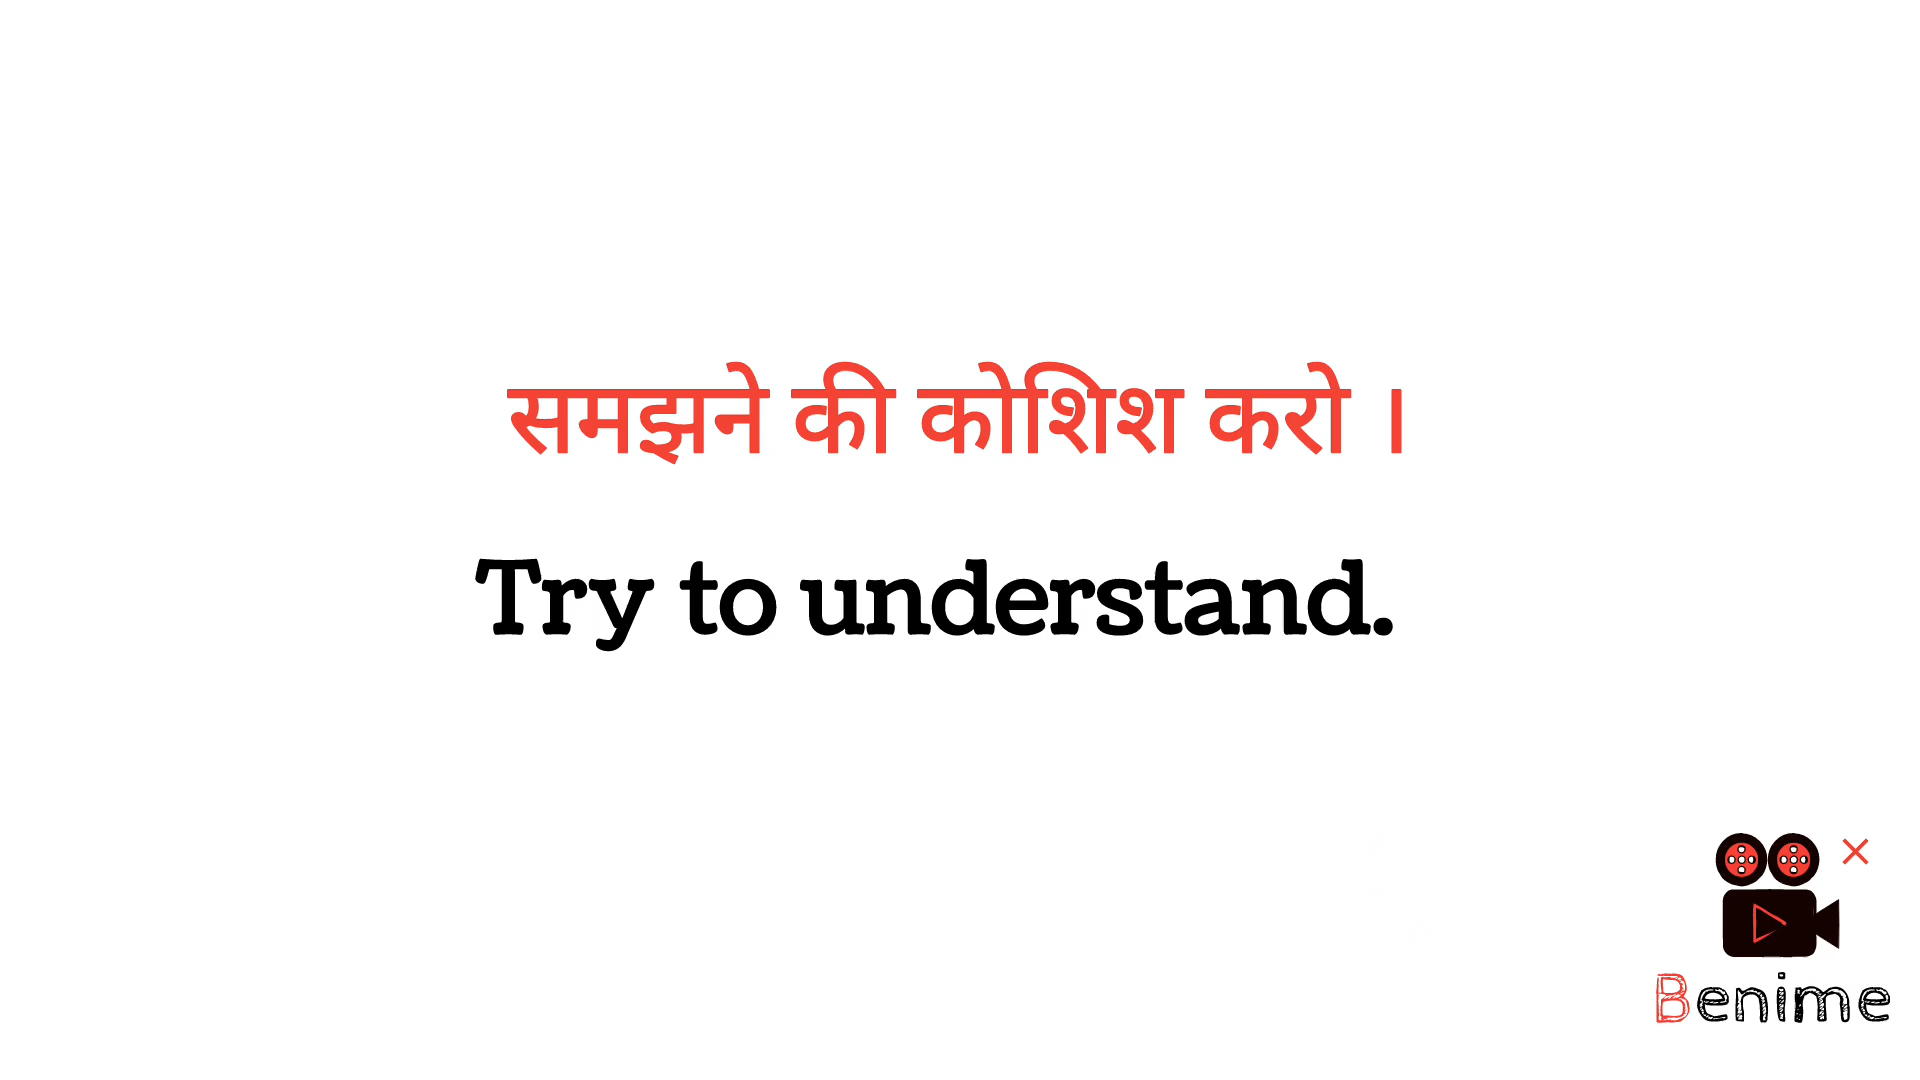 समझने की कोशिश करो ।
Try to understand.
Benime